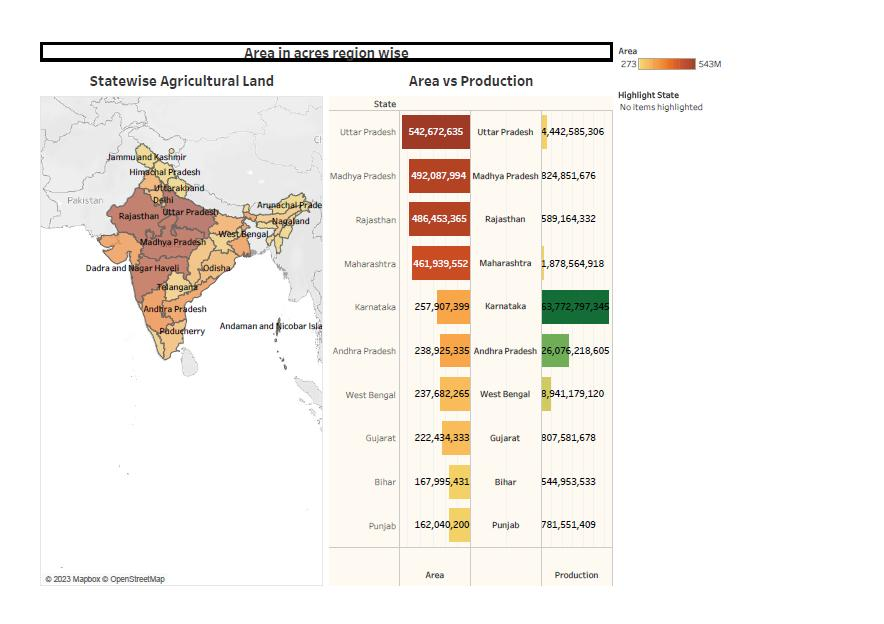 Area in acres region wise
Area
273 543M
Highlight State
No items highlighted
Statewise Agricultural Land
Jammu and Kashmir
Himachal Pradesh
Uttarakhand
Pakistan
Delhi
Arunachal Prade
Rajasthan
Uttar Pradesh
Nagaland
West Bengal
Madhya Pradesh
Dadra and Nagar Haveli
Odisha
Telangana
Andhra Pradesh
Andaman and Nicobar Isla
Puducherry
© 2023 Mapbox © OpenStreetMap
Area vs Production
State
Uttar Pradesh 542,672,635 Uttar Pradesh 4,442,585,306
Madhya Pradesh 492,087,994 Madhya Pradesh 824,851,676
Rajasthan 486,453,365 Rajasthan 589,164,332
Maharashtra 461,939,552 Maharashtra 1,878,564,918
Karnataka 257,907,399 Karnataka 63,772,797,345
Andhra Pradesh 238,925,335 Andhra Pradesh 26,076,218,605
West Bengal 237,682,265 West Bengal 8,941,179,120
Gujarat 222,434,333 Gujarat 807,581,678
Bihar 167,995,431 Bihar 544,953,533
Punjab 162,040,200 Punjab 781,551,409
Area Production